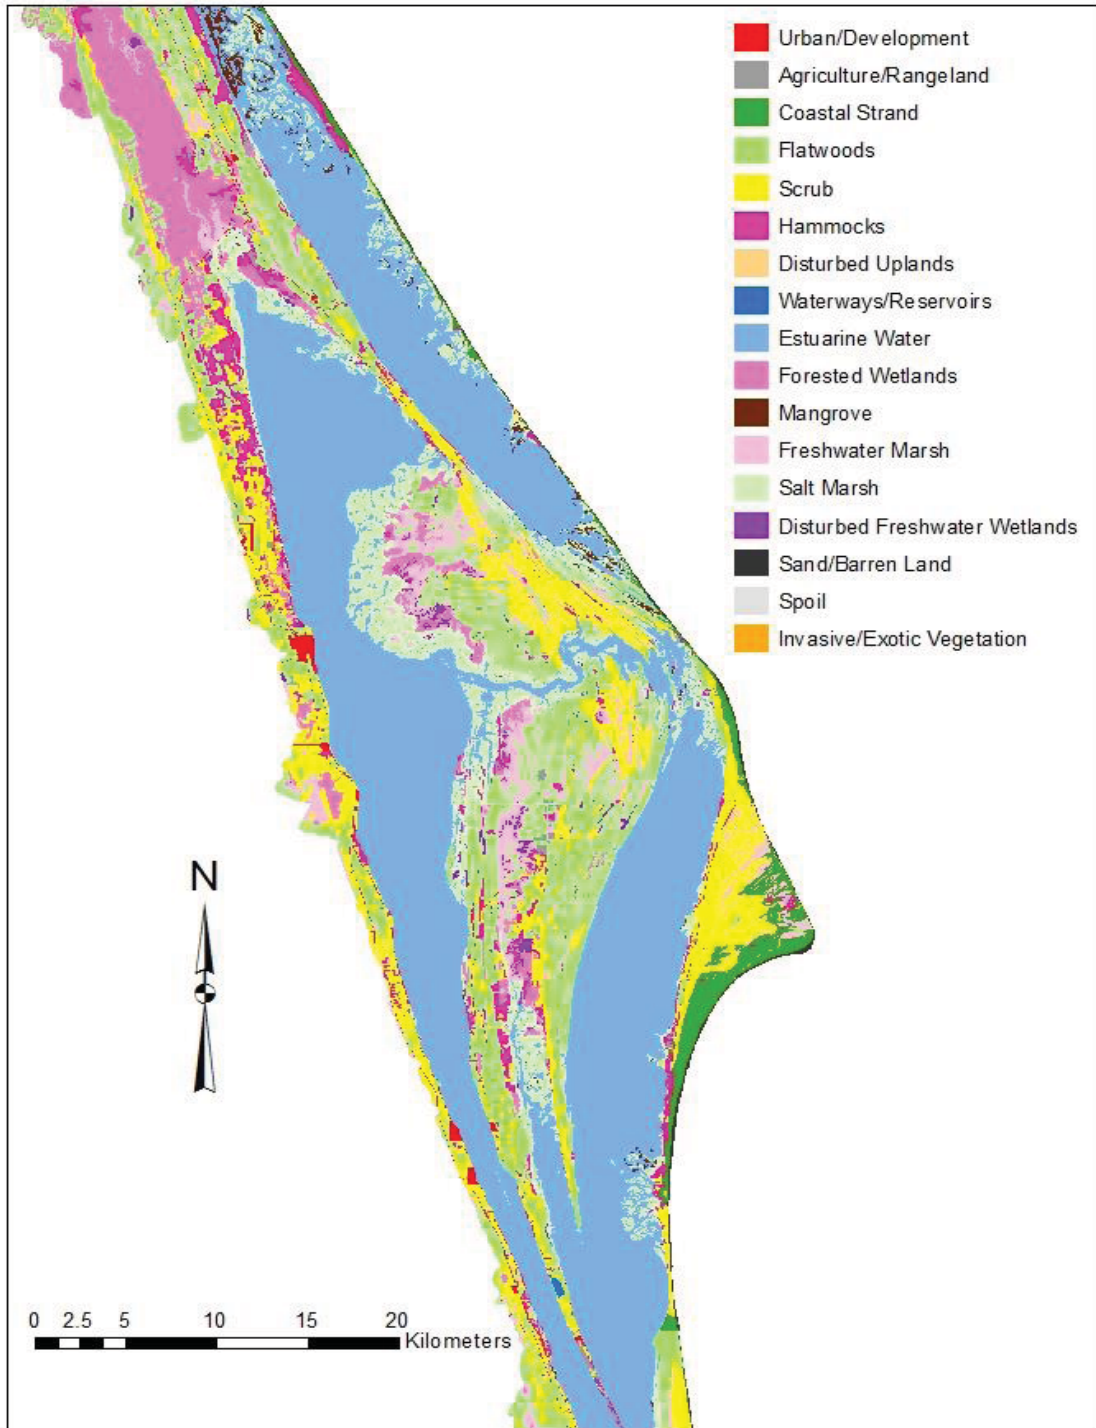 Urban/Development
Agriculture/Rangeland
Coastal Strand
Flatwoods
Scrub
Hammocks
Disturbed Uplands
Waterways/Reservoirs
Estuarine Water
Forested Wetlands
Mangrove
Freshwater Marsh
Salt Marsh
Disturbed Freshwater Wetlands
Sand/Barren Land
Spoil
Invasive/Exotic Vegetation
N
0 2.5 5 10 15 20
Kilometers